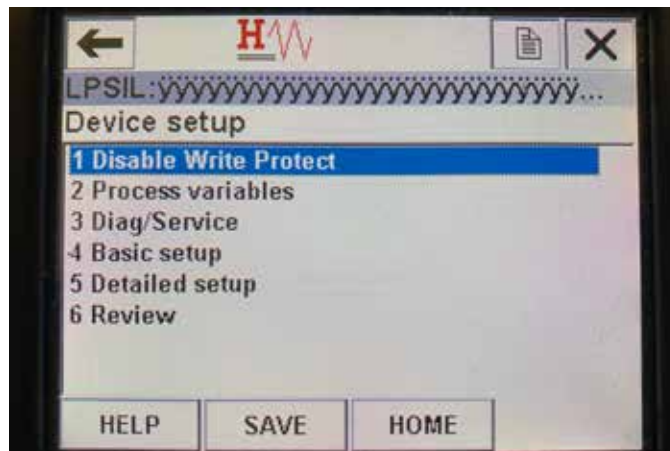 H
LPSIL:ÿÿÿÿÿÿÿÿÿÿÿÿÿÿÿÿÿÿÿÿÿÿÿ...
Device setup
1 Disable Write Protect
2 Process variables
3 Diag/Service
4 Basic setup
5 Detailed setup
6 Review
HELP SAVE HOME